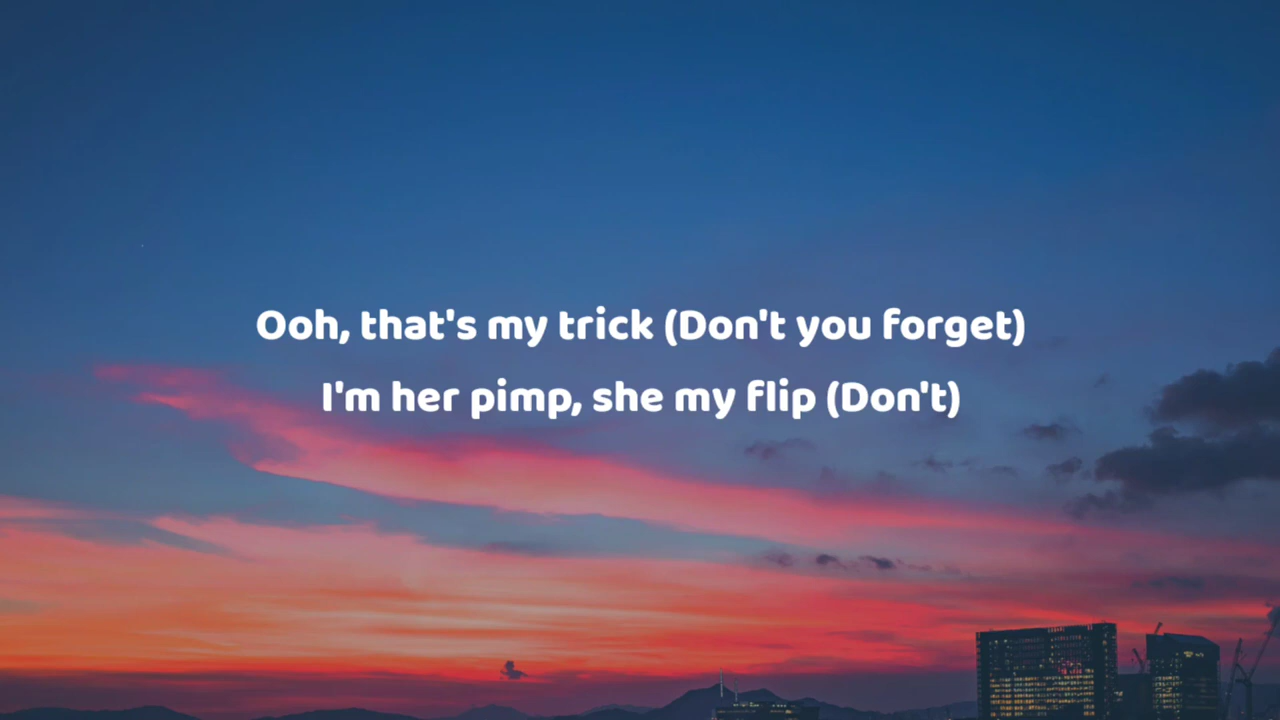 Ooh, that's my trick (Don't you forget)
I'm her pimp, she my flip (Don't)